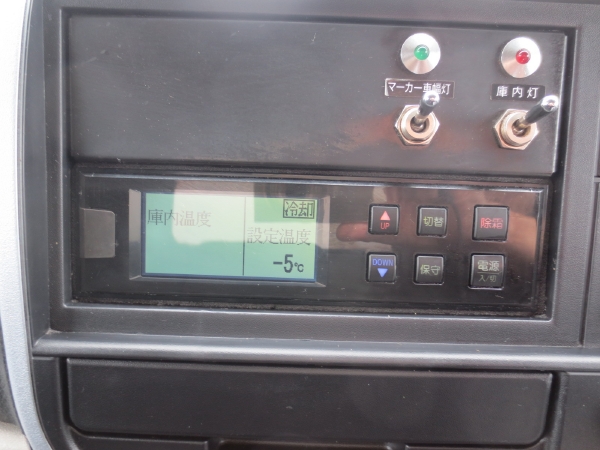 マーカー車幅灯
庫内灯
冷却
庫内温度
設定温度
-5℃
UP
切替
除霜
DOWN
保守
電源
入/切